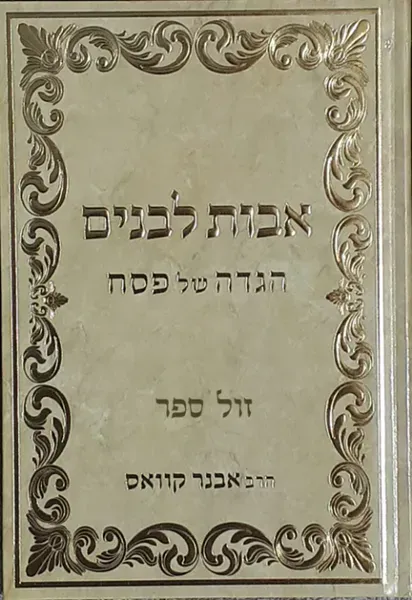 אבות לבנים
הגדה של פסח
זול ספר
הרב אבנר קוואס